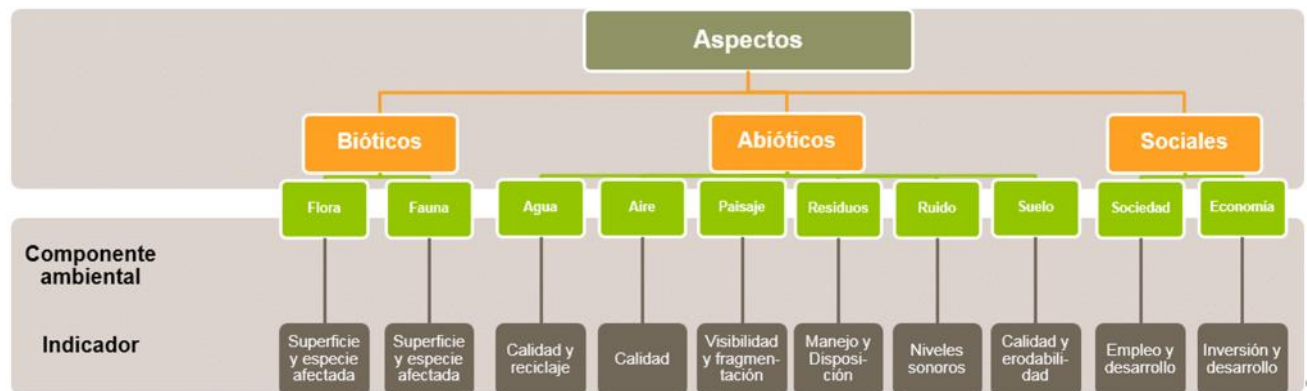 Aspectos
Bióticos
Abióticos
Sociales
Flora
Fauna
Agua
Aire
Paisaje
Residuos
Ruido
Suelo
Sociedad
Economía
Componente
ambiental
Indicador
Superficie
y especie
afectada
Superficie
y especie
afectada
Calidad y
reciclaje
Calidad
Visibilidad
y fragmen-
tación
Manejo y
Disposi-
ción
Niveles
sonoros
Calidad y
erodabili-
dad
Empleo y
desarrollo
Inversión y
desarrollo